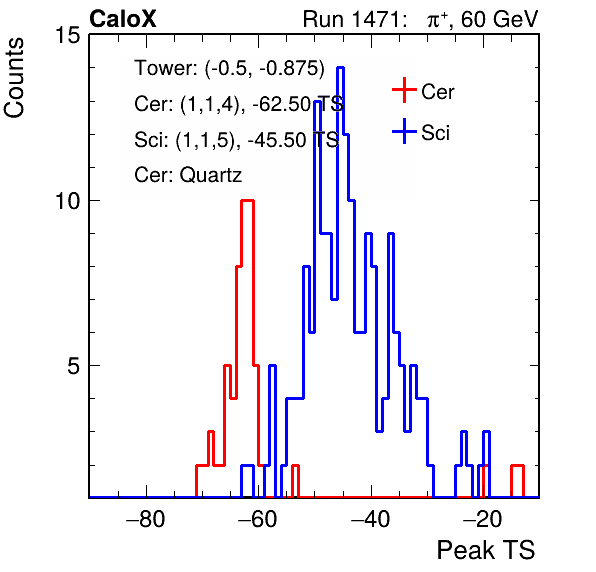 CaloX Run 1471: π⁺, 60 GeV
Counts
15
10
5
Tower: (-0.5, -0.875)
Cer: (1,1,4), -62.50 TS
Sci: (1,1,5), -45.50 TS
Cer: Quartz
Cer
Sci
−80 −60 −40 −20
Peak TS